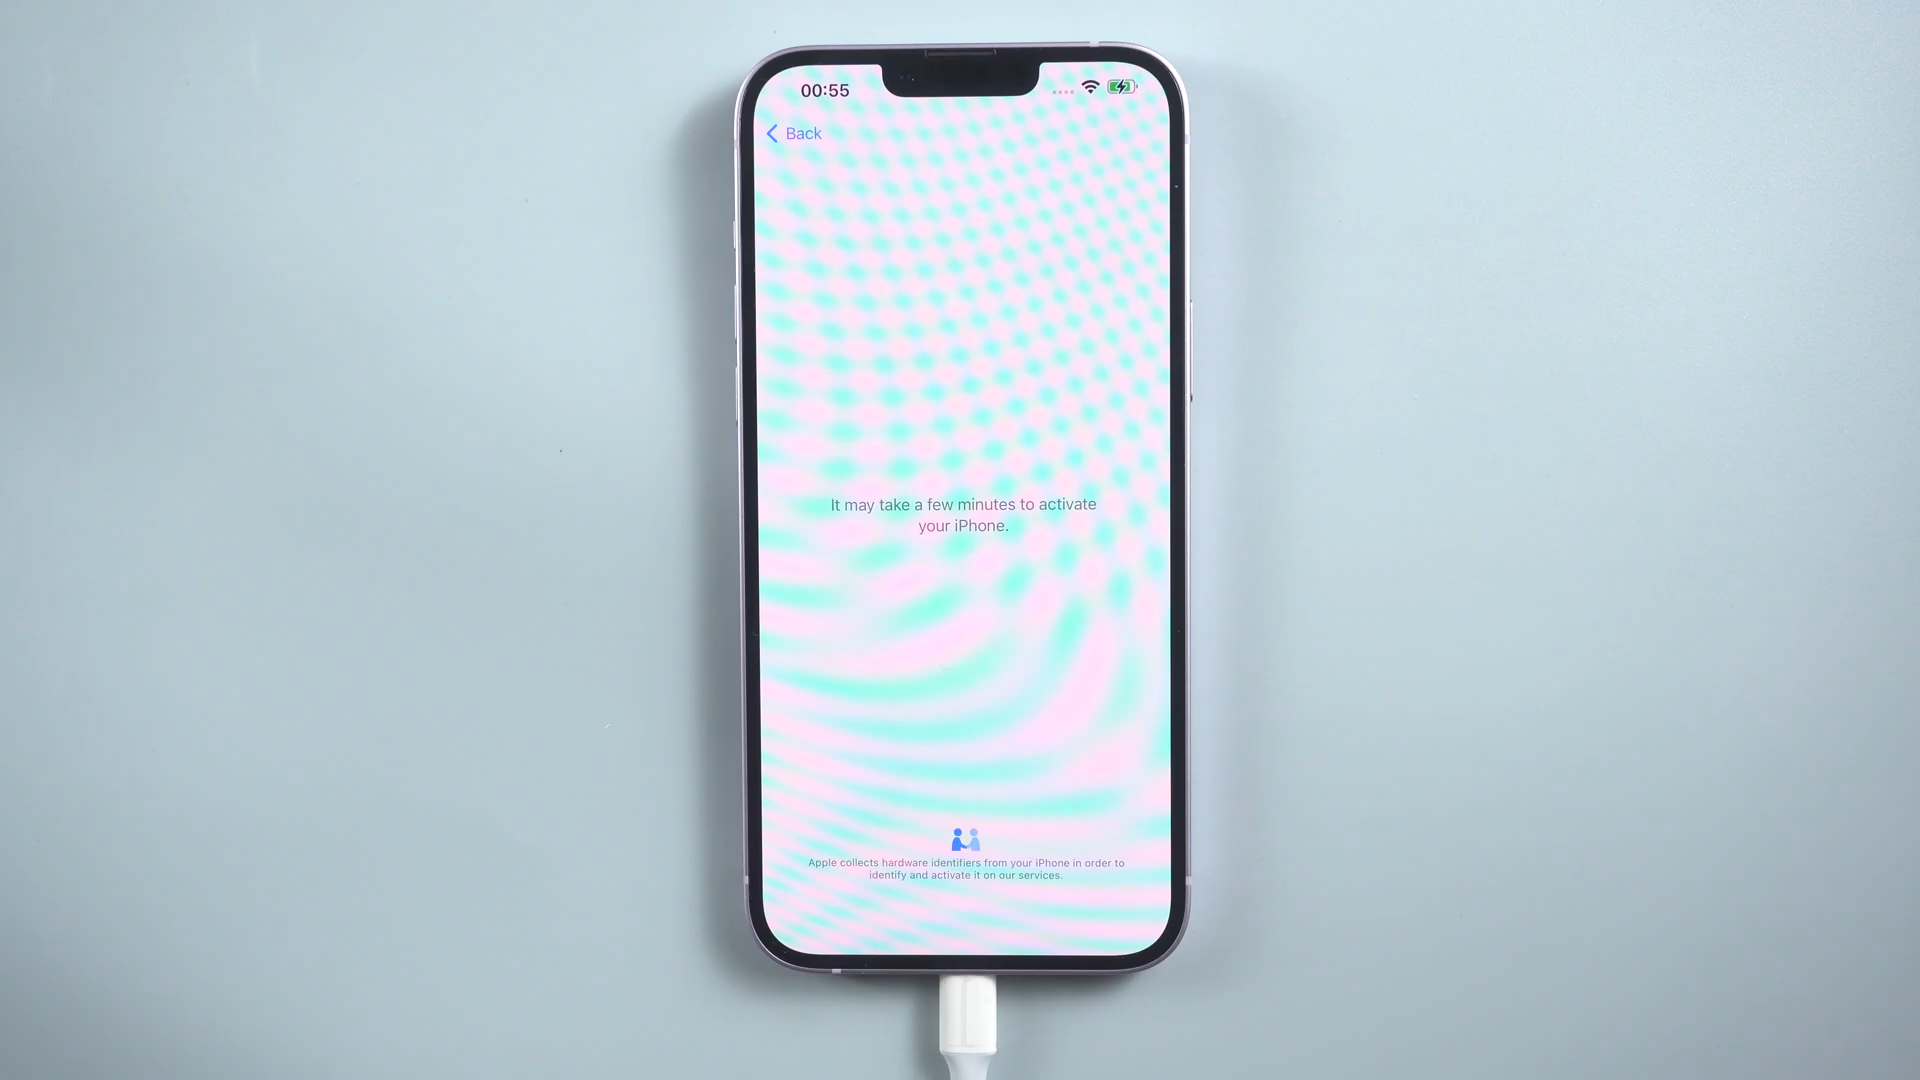 00:55
Back
It may take a few minutes to activate
your iPhone.
Apple collects hardware identifiers from your iPhone in order to
identify and activate it on our services.